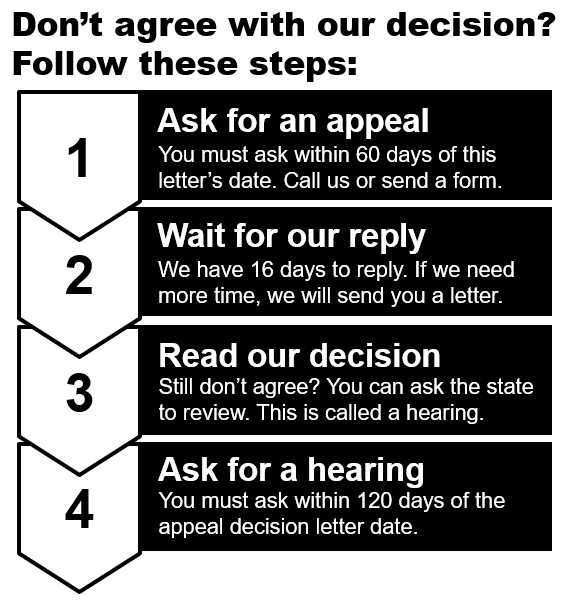 Don’t agree with our decision?
Follow these steps:
1
Ask for an appeal
You must ask within 60 days of this
letter’s date. Call us or send a form.
2
Wait for our reply
We have 16 days to reply. If we need
more time, we will send you a letter.
3
Read our decision
Still don’t agree? You can ask the state
to review. This is called a hearing.
4
Ask for a hearing
You must ask within 120 days of the
appeal decision letter date.